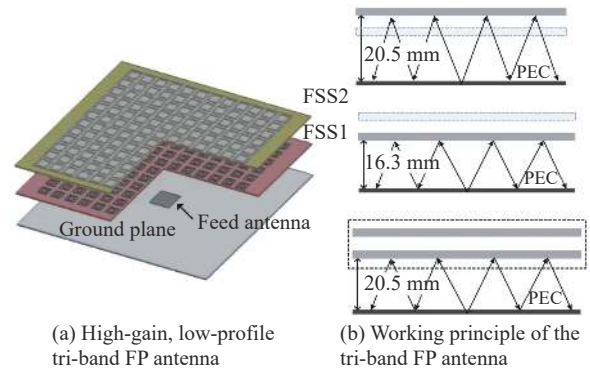 20.5 mm
PEC
FSS2
FSS1
16.3 mm
PEC
Ground plane
Feed antenna
20.5 mm
PEC
(a) High-gain, low-profile
tri-band FP antenna
(b) Working principle of the
tri-band FP antenna